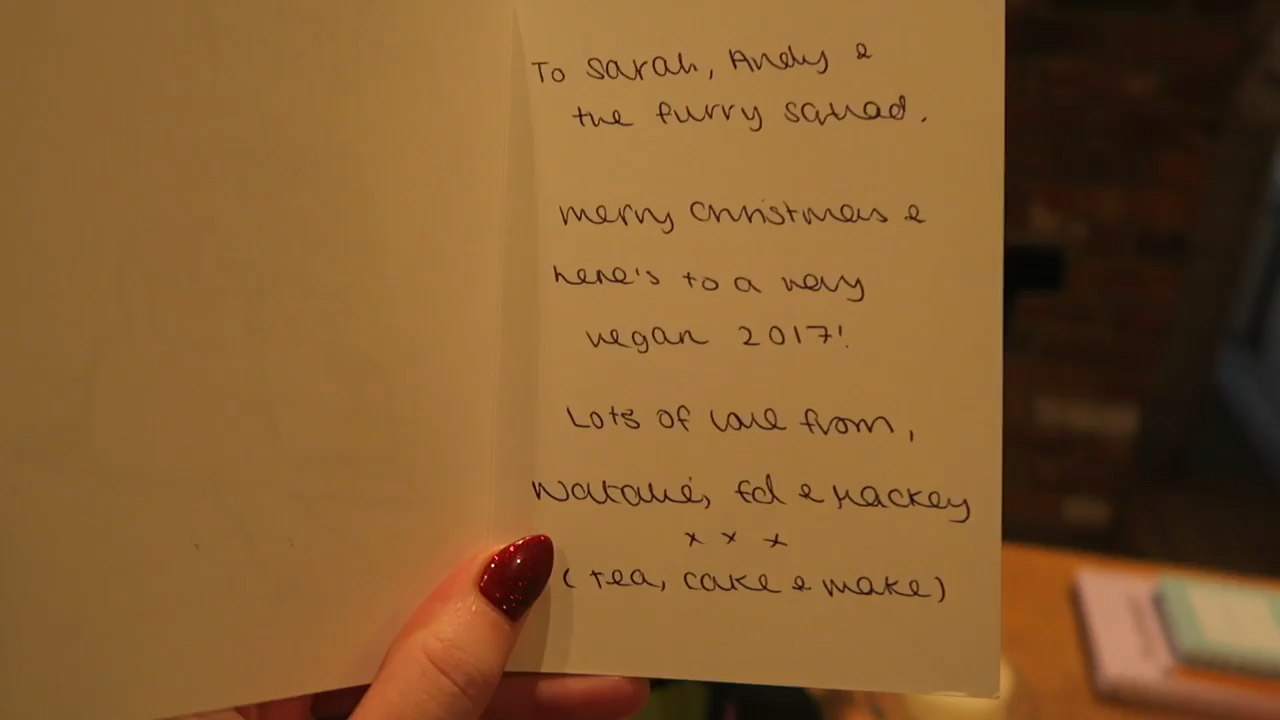 To Sarah, Andy &
the furry squad.
merry Christmas &
here's to a very
vegan 2017!
Lots of love from,
Natalie, Ed & Mackey
x x x
(tea, cake & make)